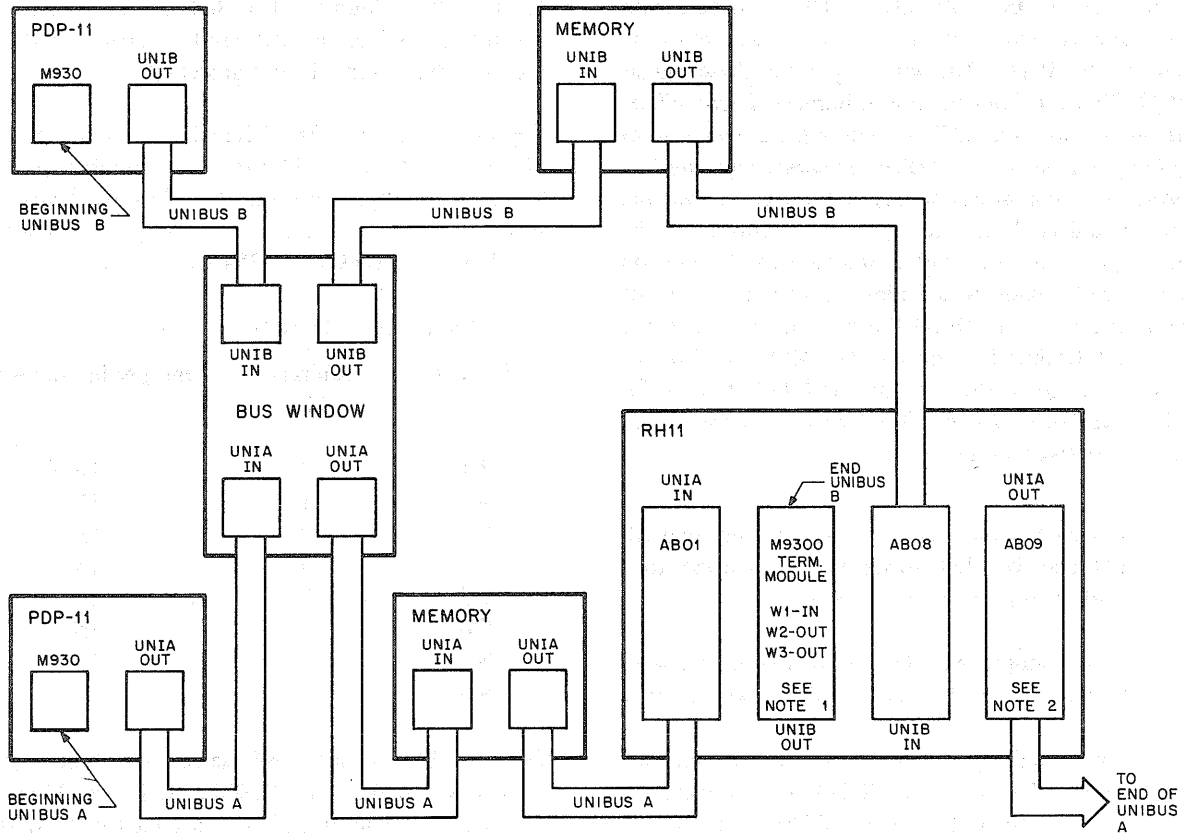 PDP-11
M930
UNIB
OUT
BEGINNING
UNIBUS B
UNIBUS B
MEMORY
UNIB
IN
UNIB
OUT
UNIBUS B
UNIBUS B
UNIB
IN
UNIB
OUT
BUS WINDOW
UNIA
IN
UNIA
OUT
PDP-11
M930
UNIA
OUT
BEGINNING
UNIBUS A
UNIBUS A
MEMORY
UNIA
IN
UNIA
OUT
UNIBUS A
UNIBUS A
RH11
UNIA
IN
AB01
END
UNIBUS
B
M9300
TERM.
MODULE
W1-IN
W2-OUT
W3-OUT
SEE
NOTE 1
UNIB
OUT
AB08
UNIB
IN
UNIA
OUT
AB09
SEE
NOTE 2
TO
END OF
UNIBUS
A